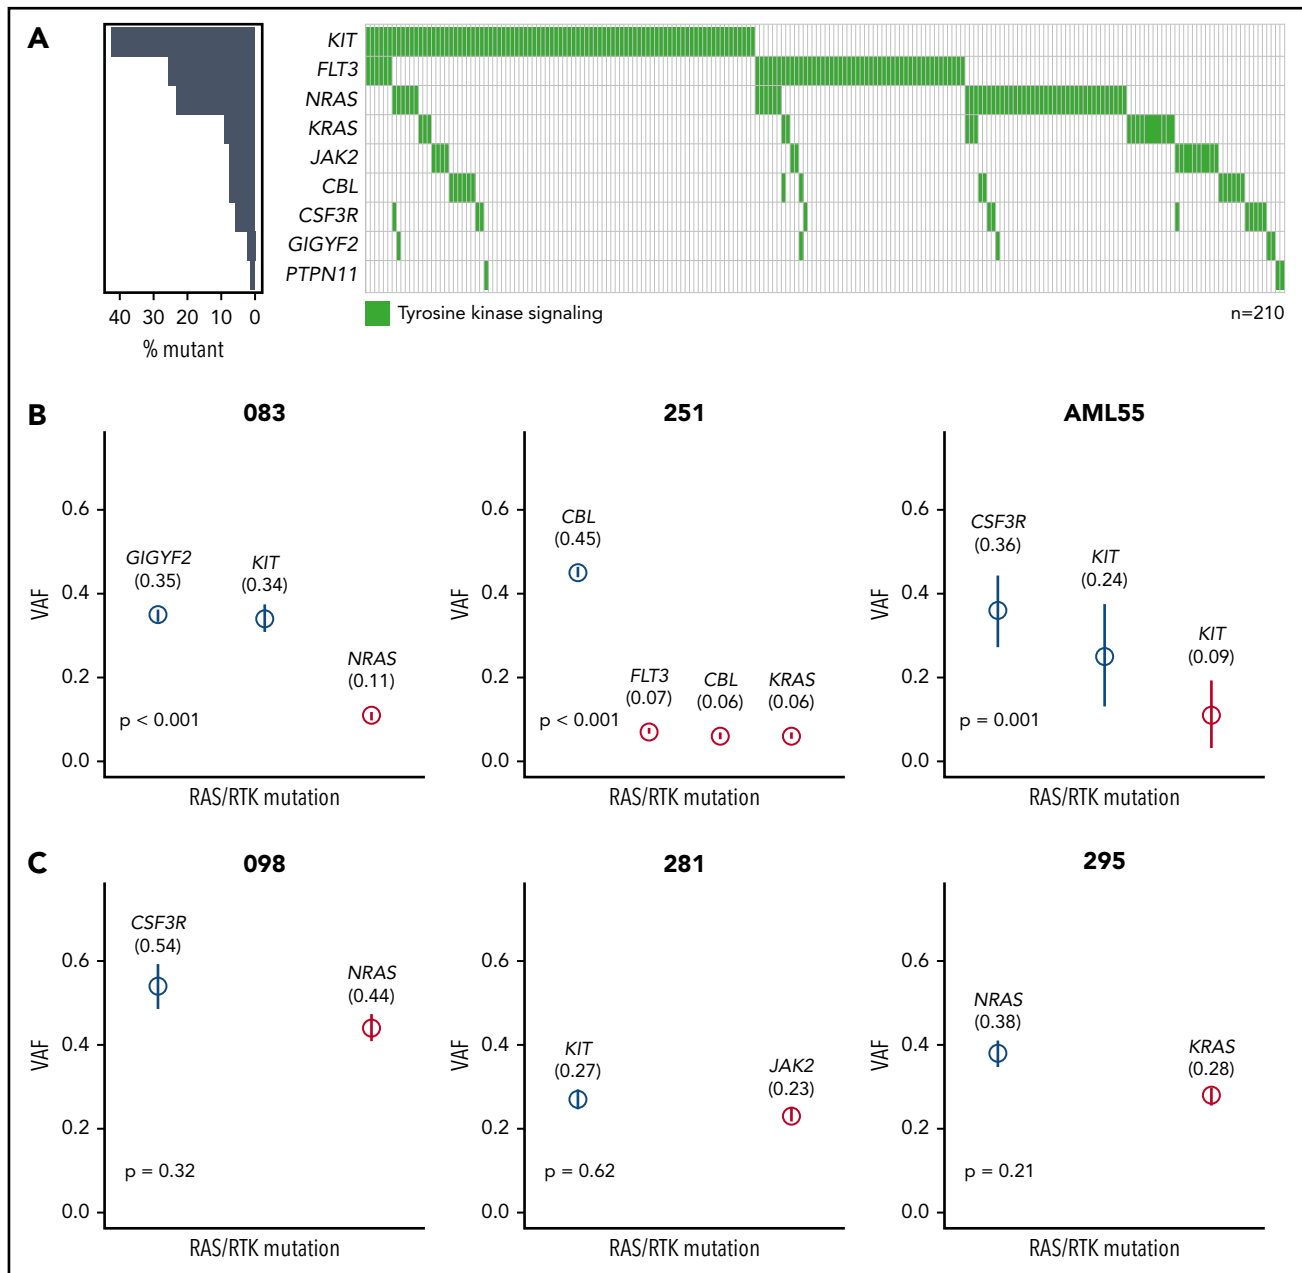 A
KIT
FLT3
NRAS
KRAS
JAK2
CBL
CSF3R
GIGYF2
PTPN11
40 30 20 10 0
% mutant
Tyrosine kinase signaling
n=210
B
083
VAF
0.6
0.4
0.2
0.0
GIGYF2
(0.35)
KIT
(0.34)
NRAS
(0.11)
p < 0.001
RAS/RTK mutation
251
VAF
0.6
0.4
0.2
0.0
CBL
(0.45)
FLT3
(0.07)
CBL
(0.06)
KRAS
(0.06)
p < 0.001
RAS/RTK mutation
AML55
VAF
0.6
0.4
0.2
0.0
CSF3R
(0.36)
KIT
(0.24)
KIT
(0.09)
p = 0.001
RAS/RTK mutation
C
098
VAF
0.6
0.4
0.2
0.0
CSF3R
(0.54)
NRAS
(0.44)
p = 0.32
RAS/RTK mutation
281
VAF
0.6
0.4
0.2
0.0
KIT
(0.27)
JAK2
(0.23)
p = 0.62
RAS/RTK mutation
295
VAF
0.6
0.4
0.2
0.0
NRAS
(0.38)
KRAS
(0.28)
p = 0.21
RAS/RTK mutation